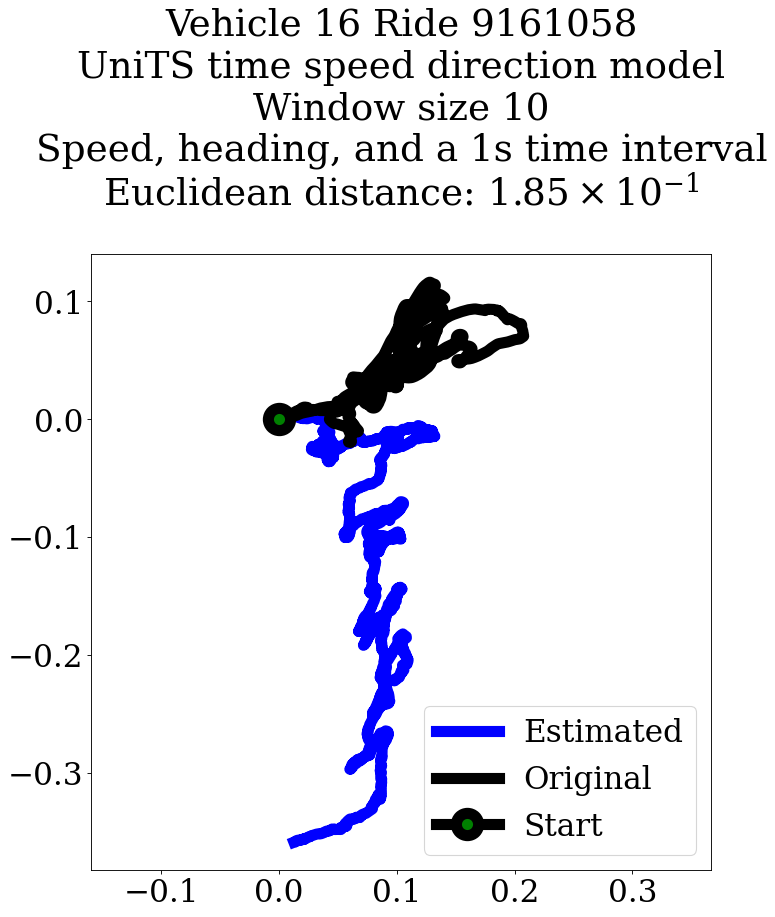 Vehicle 16 Ride 9161058
UniTS time speed direction model
Window size 10
Speed, heading, and a 1s time interval
Euclidean distance: 1.85 × 10⁻¹
0.1
0.0
−0.1
−0.2
−0.3
Estimated
Original
Start
−0.1 0.0 0.1 0.2 0.3